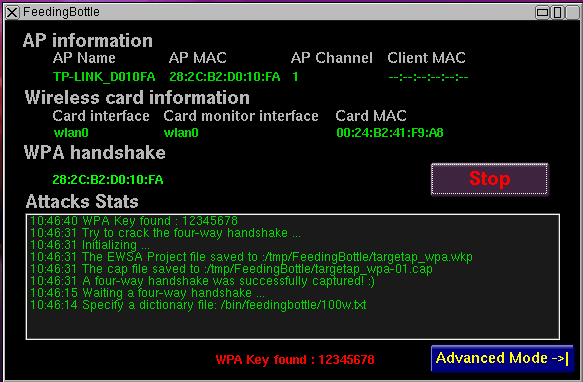 FeedingBottle
AP information
AP Name AP MAC AP Channel Client MAC
TP-LINK_D010FA 28:2C:B2:D0:10:FA 1 --:--:--:--:--:--
Wireless card information
Card interface Card monitor interface Card MAC
wlan0 wlan0 00:24:B2:41:F9:A8
WPA handshake
28:2C:B2:D0:10:FA
Stop
Attacks Stats
10:46:40 WPA Key found : 12345678
10:46:31 Try to crack the four-way handshake ...
10:46:31 Initializing ...
10:46:31 The EWSA Project file saved to :/tmp/FeedingBottle/targetap_wpa.wkp
10:46:31 The cap file saved to :/tmp/FeedingBottle/targetap_wpa-01.cap
10:46:31 A four-way handshake was successfully captured! :)
10:46:15 Waiting a four-way handshake ...
10:46:14 Specify a dictionary file: /bin/feedingbottle/100w.txt
WPA Key found : 12345678
Advanced Mode ->|